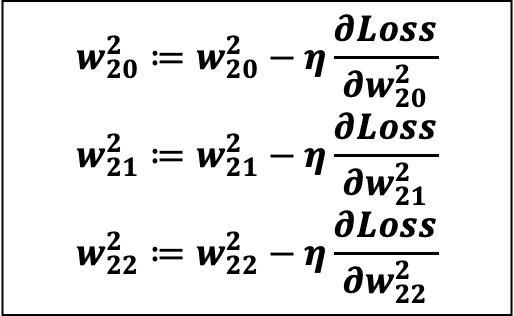 w²₂₀ := w²₂₀ − η ∂Loss/∂w²₂₀
w²₂₁ := w²₂₁ − η ∂Loss/∂w²₂₁
w²₂₂ := w²₂₂ − η ∂Loss/∂w²₂₂